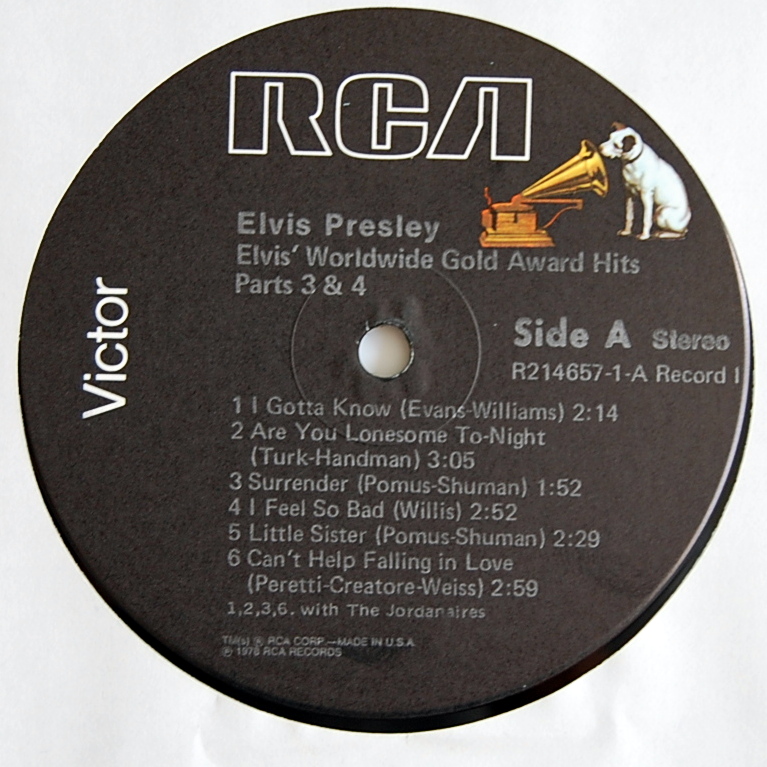 RCA
Victor
Elvis Presley
Elvis' Worldwide Gold Award Hits
Parts 3 & 4
Side A Stereo
R214657-1-A Record 1
1 I Gotta Know (Evans-Williams) 2:14
2 Are You Lonesome To-Night
(Turk-Handman) 3:05
3 Surrender (Pomus-Shuman) 1:52
4 I Feel So Bad (Willis) 2:52
5 Little Sister (Pomus-Shuman) 2:29
6 Can't Help Falling in Love
(Peretti-Creatore-Weiss) 2:59
1,2,3,6. with The Jordanaires
TM(s) ® RCA CORP.—MADE IN U.S.A.
℗ 1978 RCA RECORDS